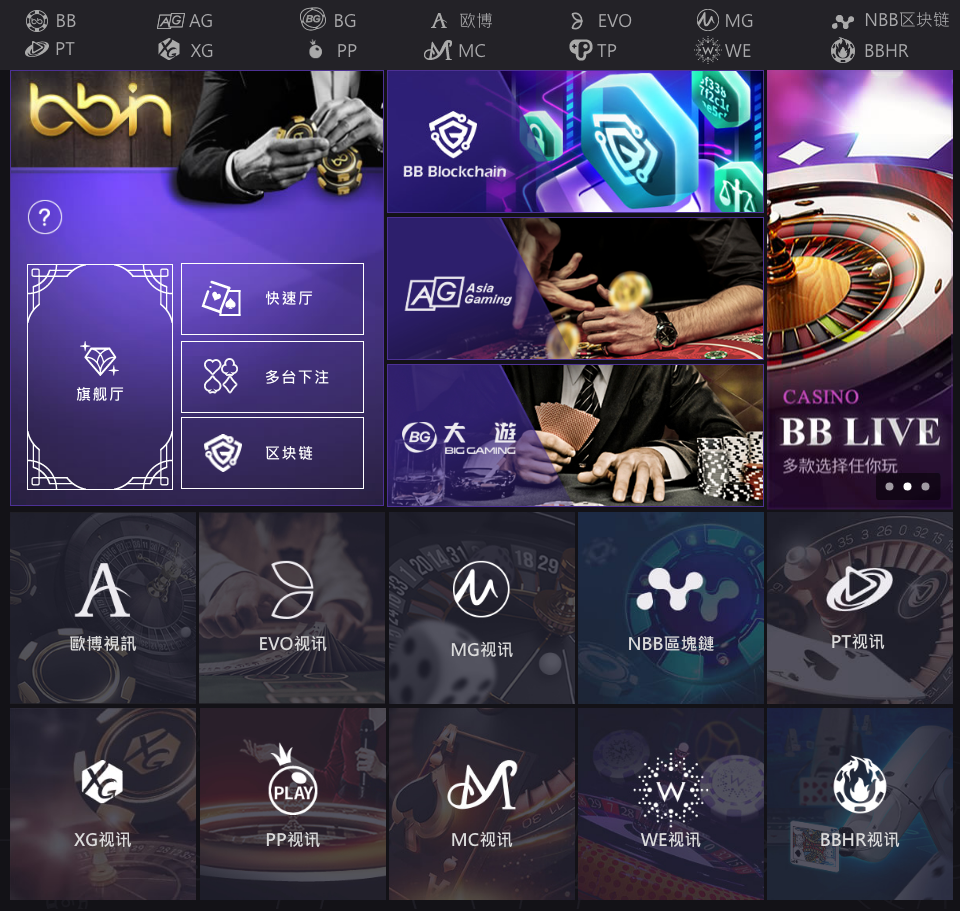 BB
AG
BG
欧博
EVO
MG
NBB区块链
PT
XG
PP
MC
TP
WE
BBHR
bbin
?
旗舰厅
快速厅
多台下注
区块链
BB Blockchain
AG Asia
Gaming
BG 大遊
BIG GAMING
CASINO
BB LIVE
多款选择任你玩
歐博視訊
EVO视讯
MG视讯
NBB區塊鏈
PT视讯
XG视讯
PLAY
PP视讯
MC视讯
W
WE视讯
BBHR视讯